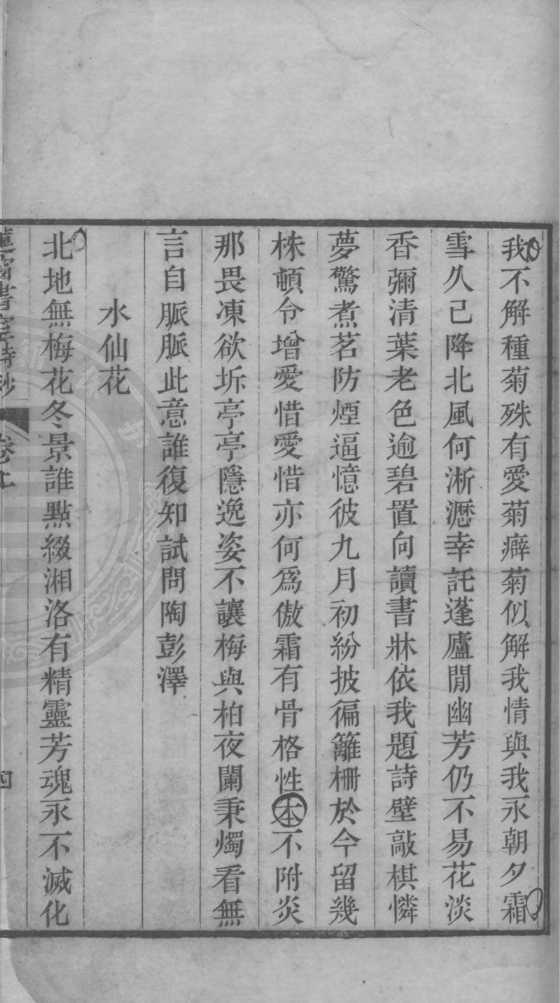 我不解種菊殊有愛菊癖菊似解我情與我永朝夕霜
雪久已降北風何淅瀝幸託蓬廬閒幽芳仍不易花淡
香彌清葉老色逾碧置向讀書牀依我題詩壁敲棋憐
夢驚煮茗防煙逼憶彼九月初紛披徧籬柵於今留幾
株頓令增愛惜愛惜亦何爲傲霜有骨格性本不附炎
那畏凍欲坼亭亭隱逸姿不讓梅與柏夜闌秉燭看無
言自脈脈此意誰復知試問陶彭澤
水仙花
北地無梅花冬景誰點綴湘洛有精靈芳魂永不滅化
書室詩鈔
卷七
四